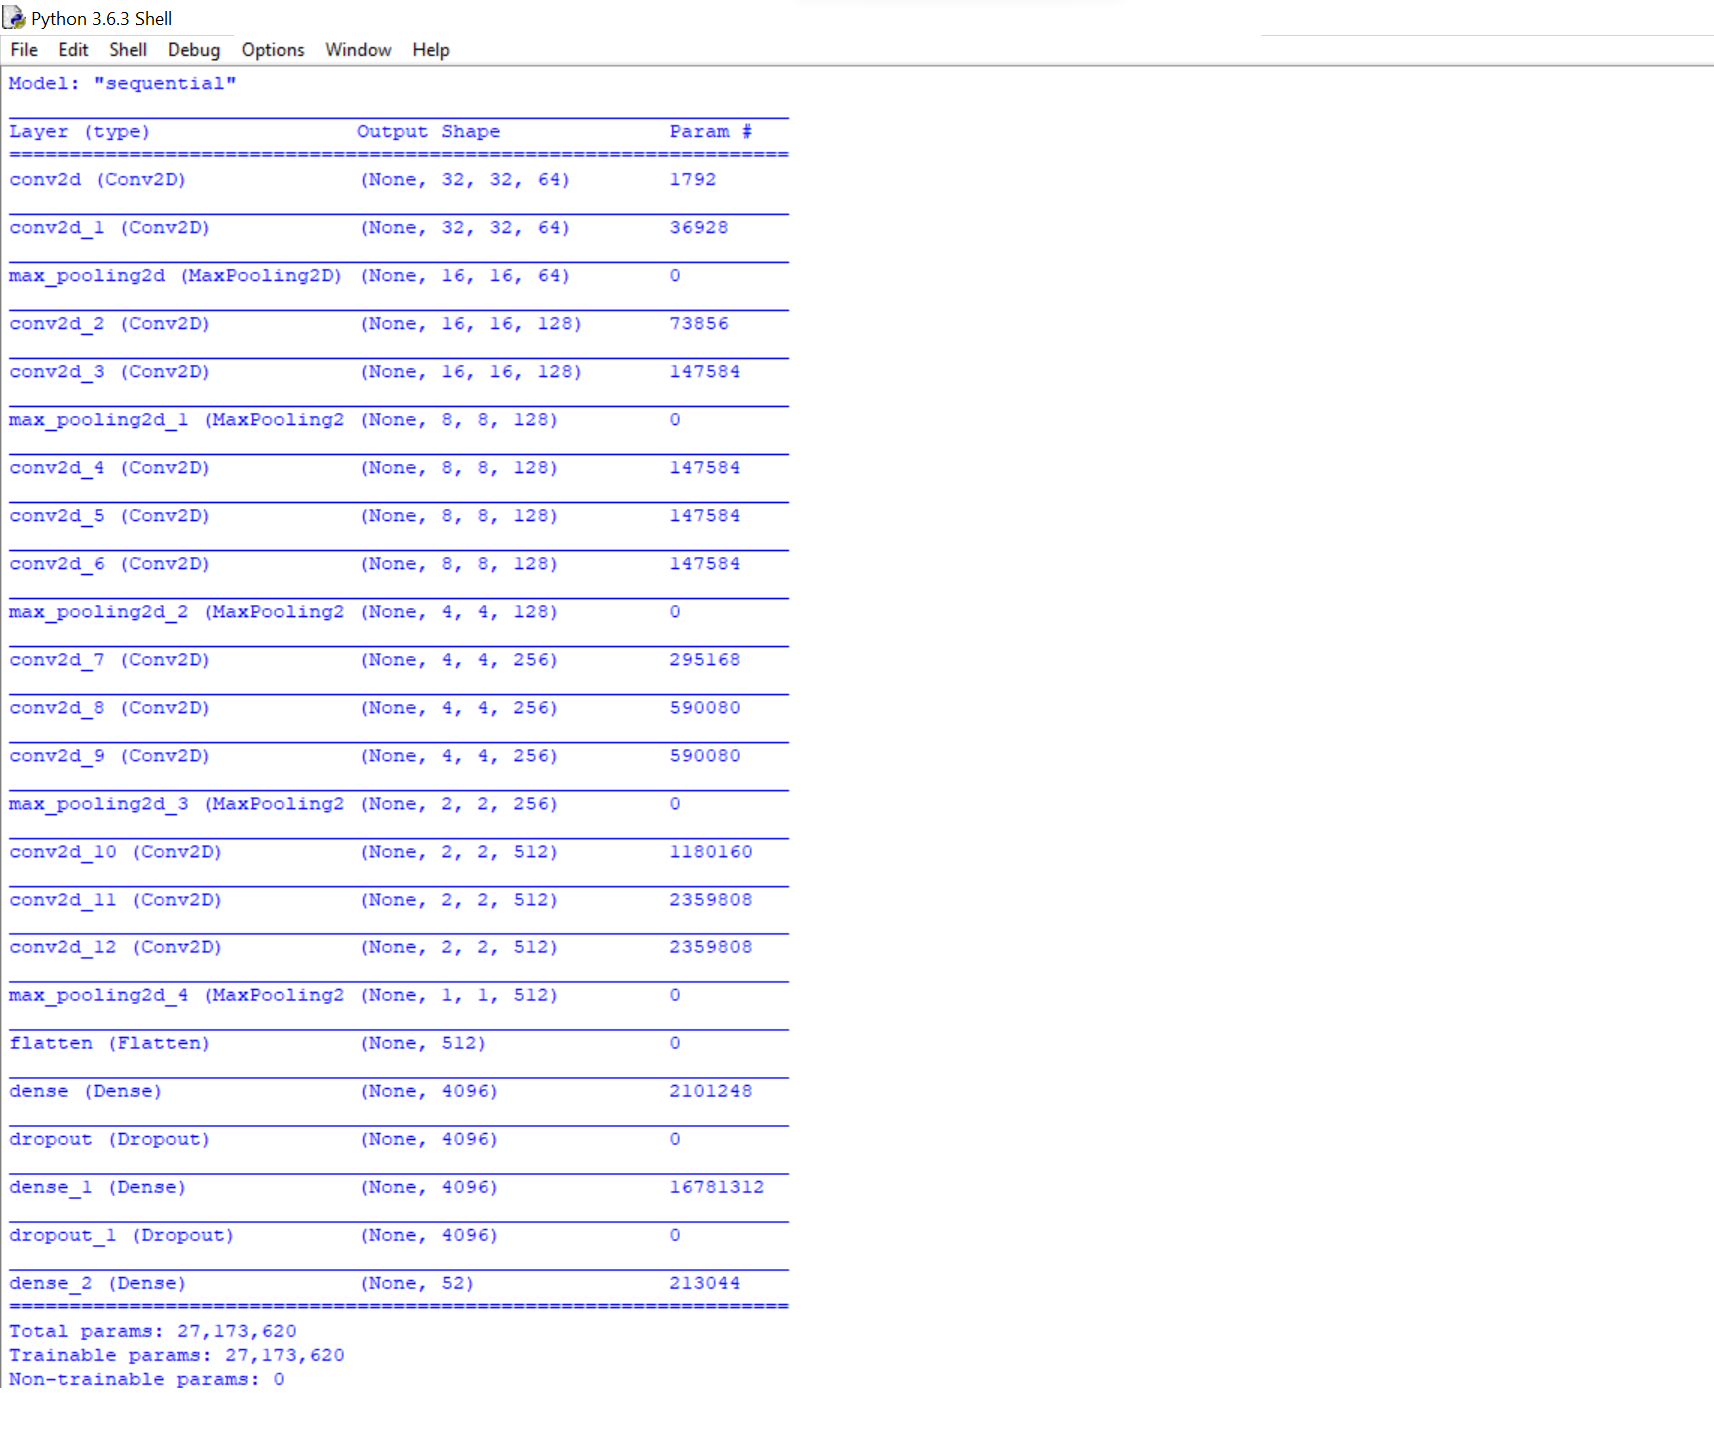 Python 3.6.3 Shell
File Edit Shell Debug Options Window Help
Model: "sequential"
Layer (type) Output Shape Param #
=================================================================
conv2d (Conv2D) (None, 32, 32, 64) 1792
conv2d_1 (Conv2D) (None, 32, 32, 64) 36928
max_pooling2d (MaxPooling2D) (None, 16, 16, 64) 0
conv2d_2 (Conv2D) (None, 16, 16, 128) 73856
conv2d_3 (Conv2D) (None, 16, 16, 128) 147584
max_pooling2d_1 (MaxPooling2 (None, 8, 8, 128) 0
conv2d_4 (Conv2D) (None, 8, 8, 128) 147584
conv2d_5 (Conv2D) (None, 8, 8, 128) 147584
conv2d_6 (Conv2D) (None, 8, 8, 128) 147584
max_pooling2d_2 (MaxPooling2 (None, 4, 4, 128) 0
conv2d_7 (Conv2D) (None, 4, 4, 256) 295168
conv2d_8 (Conv2D) (None, 4, 4, 256) 590080
conv2d_9 (Conv2D) (None, 4, 4, 256) 590080
max_pooling2d_3 (MaxPooling2 (None, 2, 2, 256) 0
conv2d_10 (Conv2D) (None, 2, 2, 512) 1180160
conv2d_11 (Conv2D) (None, 2, 2, 512) 2359808
conv2d_12 (Conv2D) (None, 2, 2, 512) 2359808
max_pooling2d_4 (MaxPooling2 (None, 1, 1, 512) 0
flatten (Flatten) (None, 512) 0
dense (Dense) (None, 4096) 2101248
dropout (Dropout) (None, 4096) 0
dense_1 (Dense) (None, 4096) 16781312
dropout_1 (Dropout) (None, 4096) 0
dense_2 (Dense) (None, 52) 213044
=================================================================
Total params: 27,173,620
Trainable params: 27,173,620
Non-trainable params: 0